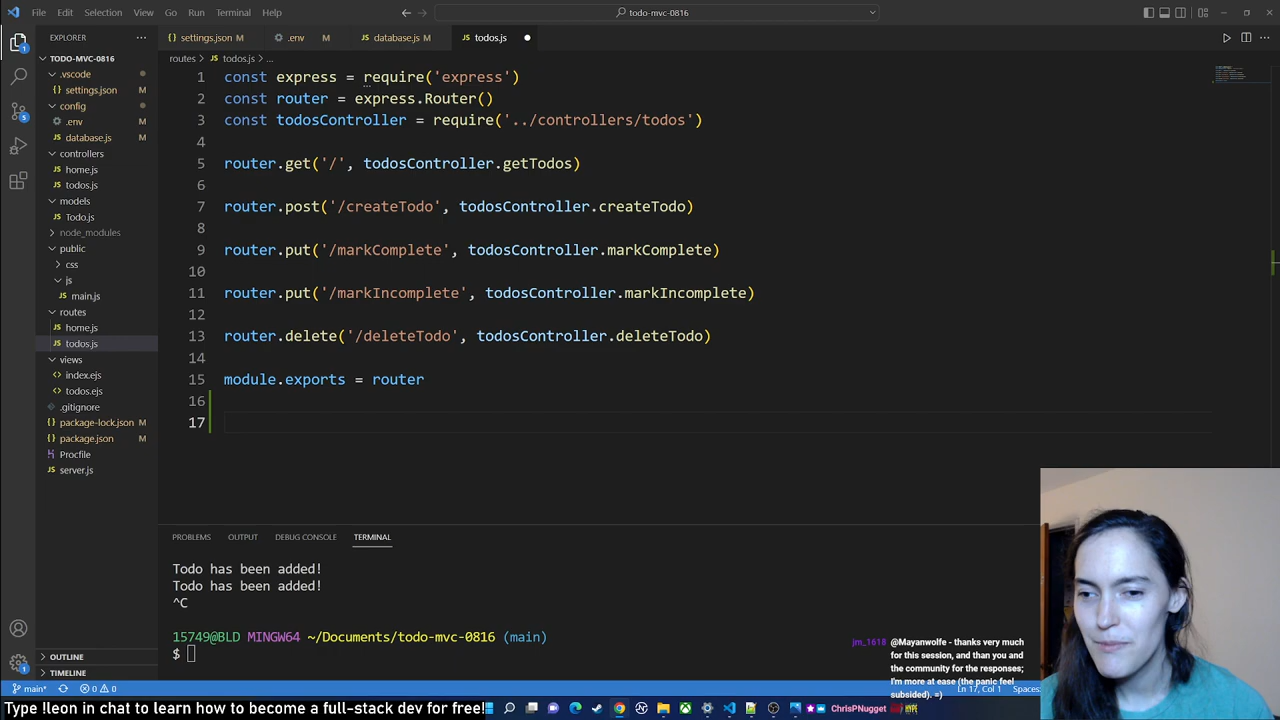 File Edit Selection View Go Run Terminal Help
todo-mvc-0816
EXPLORER
settings.json M
.env M
database.js M
todos.js
TODO-MVC-0816
.vscode
settings.json M
config
.env M
database.js M
controllers
home.js
todos.js
models
Todo.js
node_modules
public
css
js
main.js
routes
home.js
todos.js
views
index.ejs
todos.ejs
.gitignore
package-lock.json M
package.json M
Procfile
server.js
OUTLINE
TIMELINE
routes > todos.js > ...
1 const express = require('express')
2 const router = express.Router()
3 const todosController = require('../controllers/todos')
4
5 router.get('/', todosController.getTodos)
6
7 router.post('/createTodo', todosController.createTodo)
8
9 router.put('/markComplete', todosController.markComplete)
10
11 router.put('/markIncomplete', todosController.markIncomplete)
12
13 router.delete('/deleteTodo', todosController.deleteTodo)
14
15 module.exports = router
16
17
PROBLEMS OUTPUT DEBUG CONSOLE TERMINAL
Todo has been added!
Todo has been added!
^C
15749@BLD MINGW64 ~/Documents/todo-mvc-0816 (main)
$
jm_1618 @Mayanwolfe - thanks very much
for this session, and than you and
the community for the responses;
I'm more at ease (the panic feel
subsided). =)
ChrisPNugget
main* 0 0
Ln 17, Col 1 Spaces:
Type !leon in chat to learn how to become a full-stack dev for free!